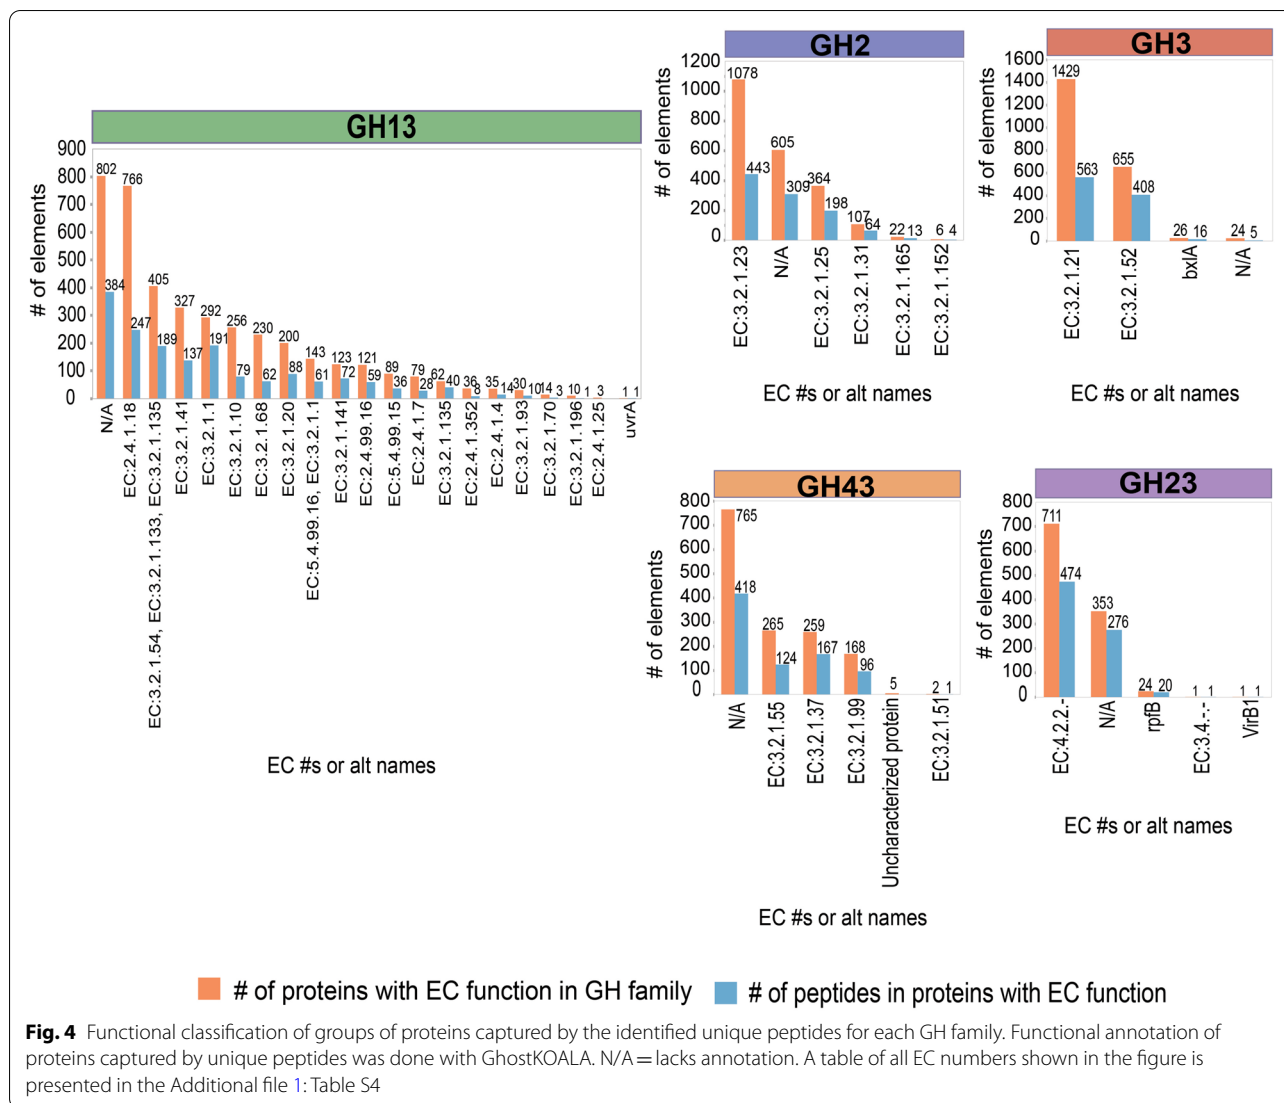 GH13
# of elements
900
800
700
600
500
400
300
200
100
0
802
384
766
247
405
189
327
137
292
191
256
79
230
62
200
88
143
61
123
72
121
59
89
36
79
28
62
40
36
8
35
14
30
10
14
3
10
1
3
1
1
N/A
EC:2.4.1.18
EC:3.2.1.54, EC:3.2.1.133, EC:3.2.1.135
EC:3.2.1.41
EC:3.2.1.1
EC:3.2.1.10
EC:3.2.1.68
EC:3.2.1.20
EC:5.4.99.16, EC:3.2.1.1
EC:3.2.1.141
EC:2.4.99.16
EC:5.4.99.15
EC:2.4.1.7
EC:3.2.1.135
EC:2.4.1.352
EC:2.4.1.4
EC:3.2.1.93
EC:3.2.1.70
EC:3.2.1.196
EC:2.4.1.25
uvrA
EC #s or alt names
GH2
# of elements
1200
1000
800
600
400
200
0
1078
443
605
309
364
198
107
64
22
13
6
4
EC:3.2.1.23
N/A
EC:3.2.1.25
EC:3.2.1.31
EC:3.2.1.165
EC:3.2.1.152
EC #s or alt names
GH3
# of elements
1600
1400
1200
1000
800
600
400
200
0
1429
563
655
408
26
16
24
5
EC:3.2.1.21
EC:3.2.1.52
bxlA
N/A
EC #s or alt names
GH43
# of elements
800
700
600
500
400
300
200
100
0
765
418
265
124
259
167
168
96
5
2
1
N/A
EC:3.2.1.55
EC:3.2.1.37
EC:3.2.1.99
Uncharacterized protein
EC:3.2.1.51
EC #s or alt names
GH23
# of elements
800
700
600
500
400
300
200
100
0
711
474
353
276
24
20
1
1
1
1
EC:4.2.2.-
N/A
rpfB
EC:3.4.-.-
VirB1
EC #s or alt names
# of proteins with EC function in GH family
# of peptides in proteins with EC function
Fig. 4 Functional classification of groups of proteins captured by the identified unique peptides for each GH family. Functional annotation of
proteins captured by unique peptides was done with GhostKOALA. N/A = lacks annotation. A table of all EC numbers shown in the figure is
presented in the Additional file 1: Table S4